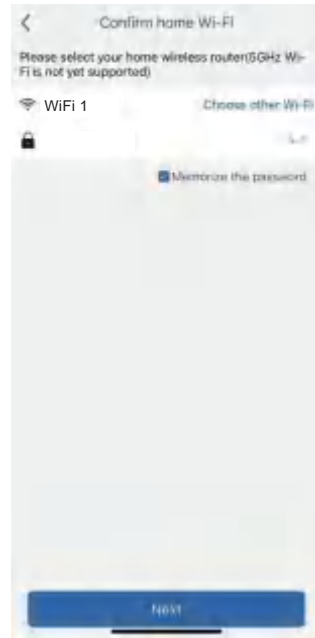 Confirm home Wi-Fi
Please select your home wireless router(5GHz Wi-
Fi is not yet supported)
WiFi 1 Choose other Wi-Fi
Memorize the password
Next